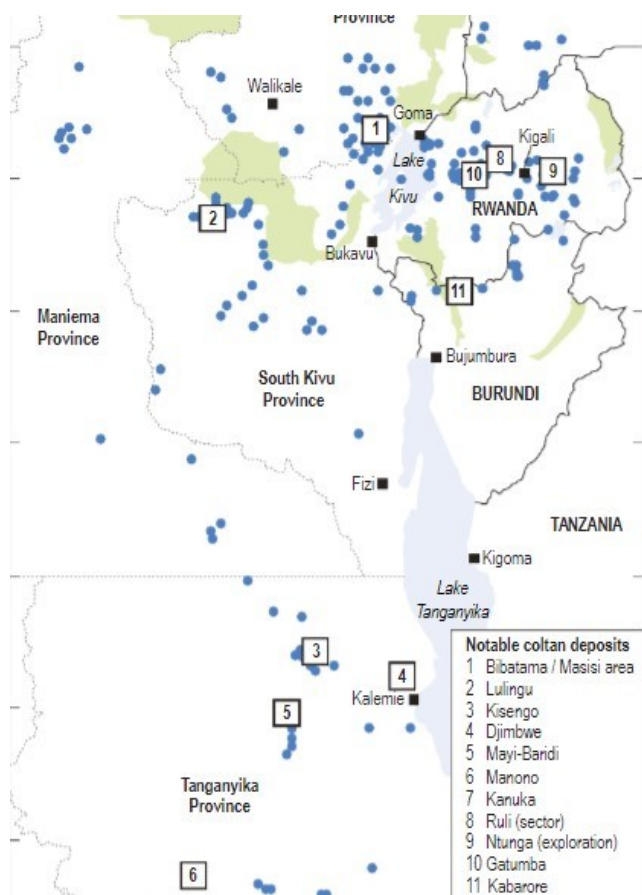 Province
Walikale
1
Goma
Lake
Kivu
8
Kigali
10
9
RWANDA
2
Bukavu
11
Maniema
Province
Bujumbura
South Kivu
Province
BURUNDI
Fizi
TANZANIA
Kigoma
Lake
Tanganyika
3
4
Kalemie
5
Tanganyika
Province
6
Notable coltan deposits
1 Bibatama / Masisi area
2 Lulingu
3 Kisengo
4 Djimbwe
5 Mayi-Baridi
6 Manono
7 Kanuka
8 Ruli (sector)
9 Ntunga (exploration)
10 Gatumba
11 Kabarore